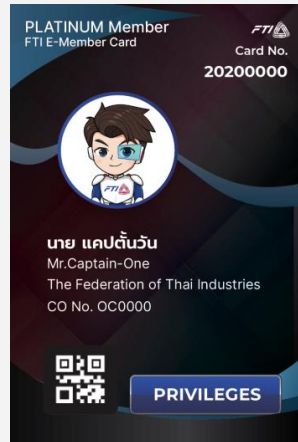 PLATINUM Member
FTI E-Member Card
FTI
Card No.
20200000
FTI
นาย แคปตั้นวัน
Mr.Captain-One
The Federation of Thai Industries
CO No. OC0000
PRIVILEGES